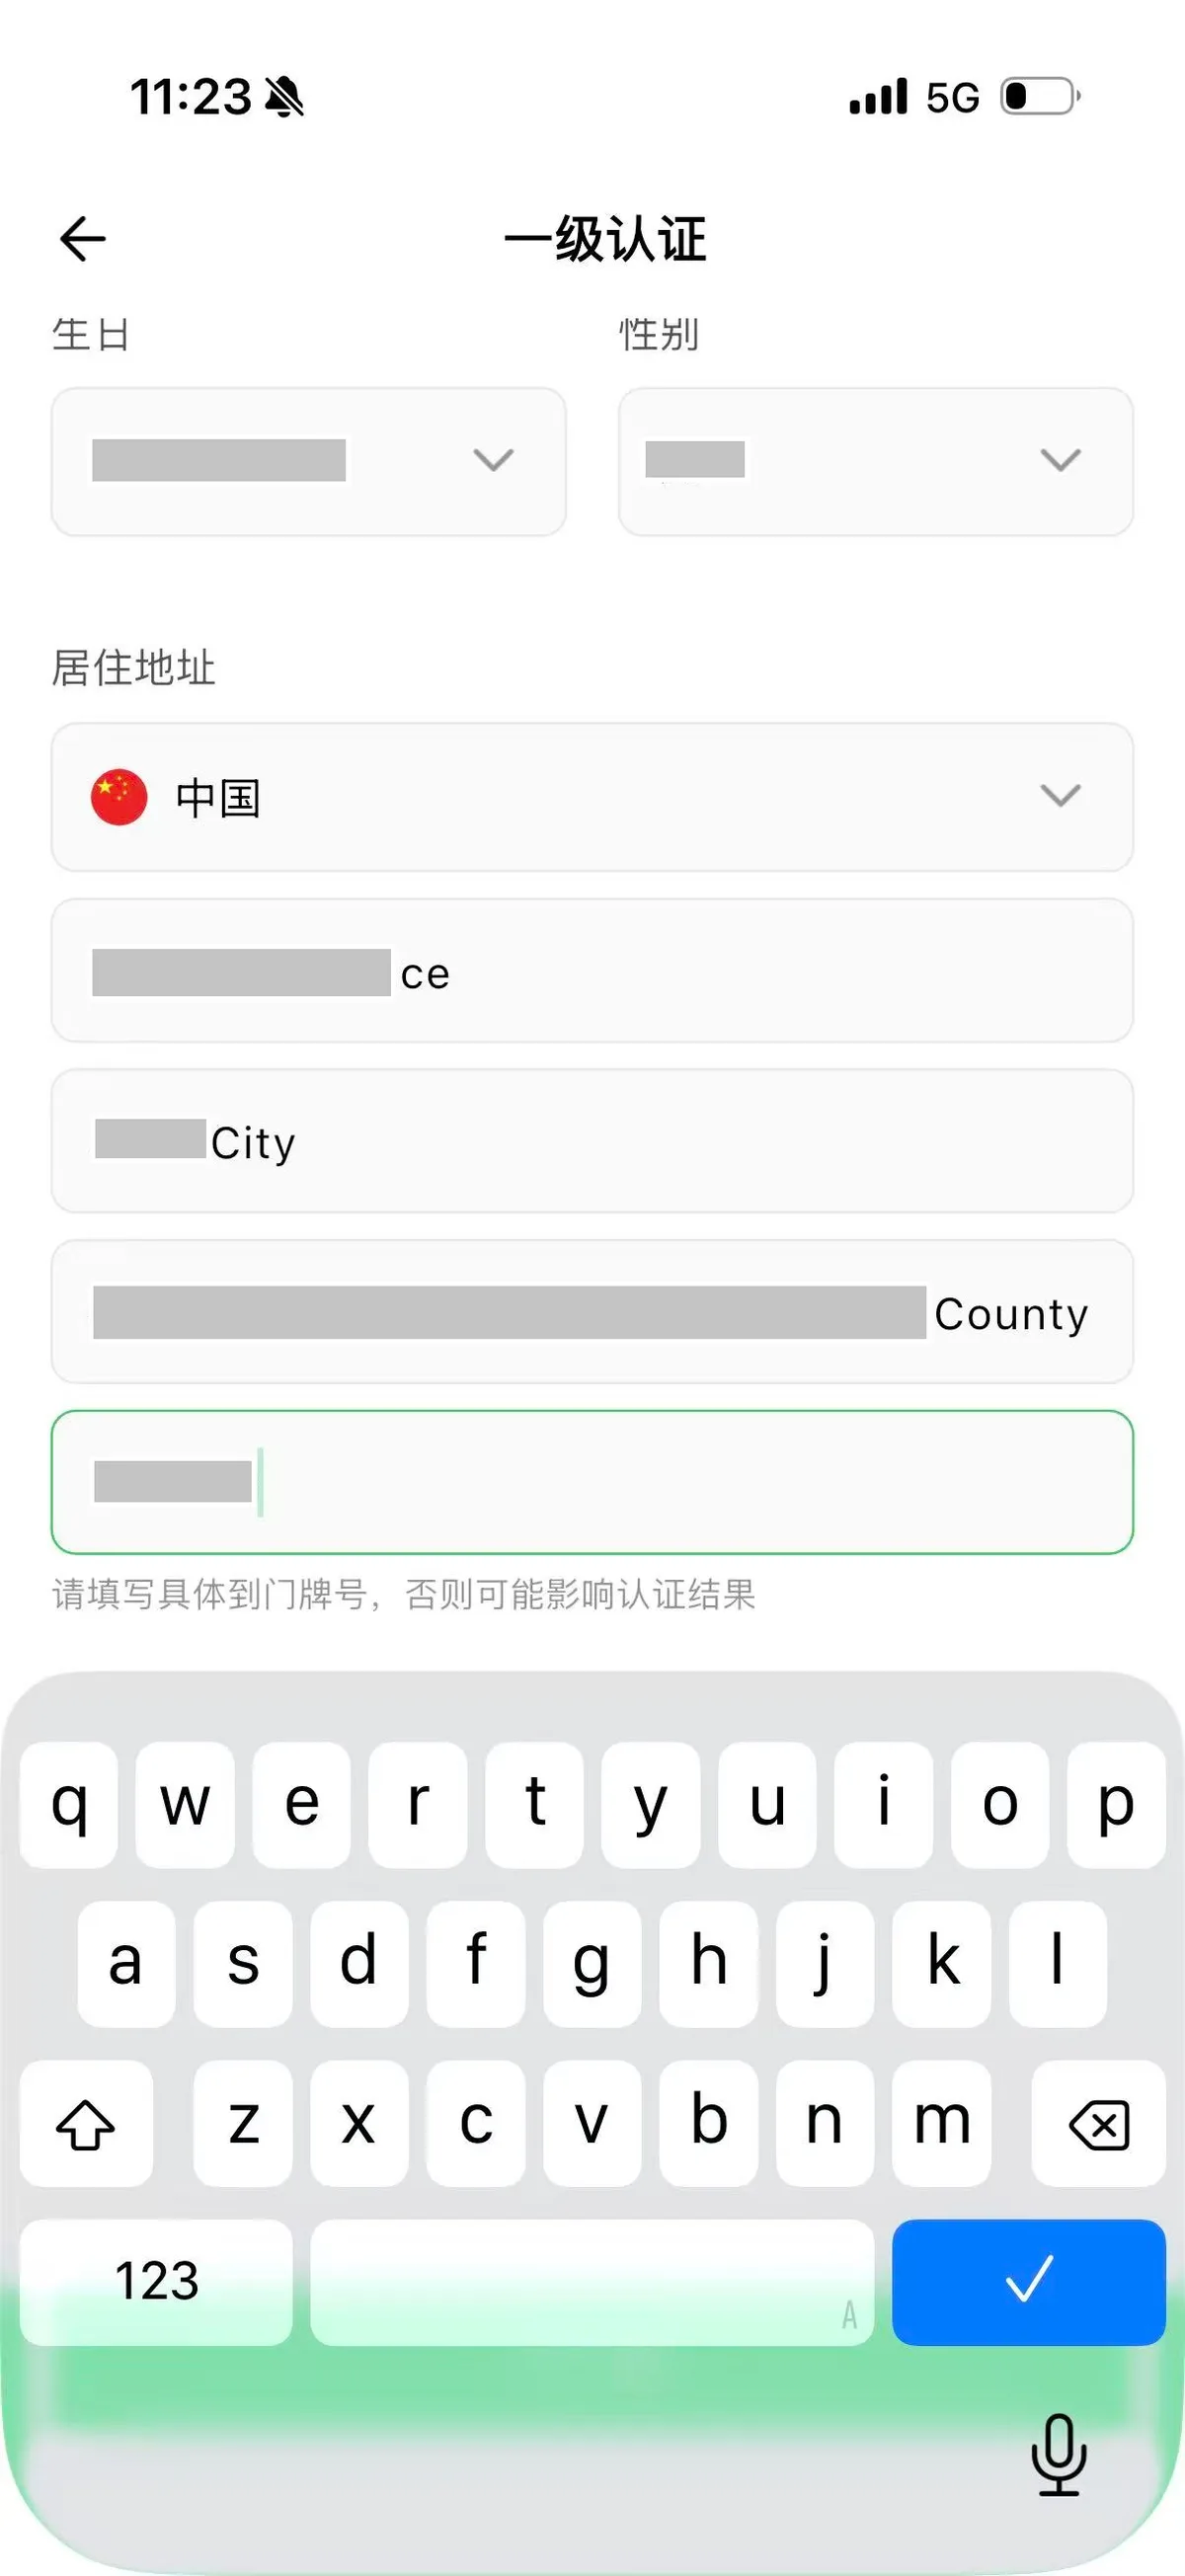 11:23 5G
一级认证
生日 性别
居住地址
中国
ce
City
County
请填写具体到门牌号，否则可能影响认证结果
q w e r t y u i o p
a s d f g h j k l
z x c v b n m
123
A